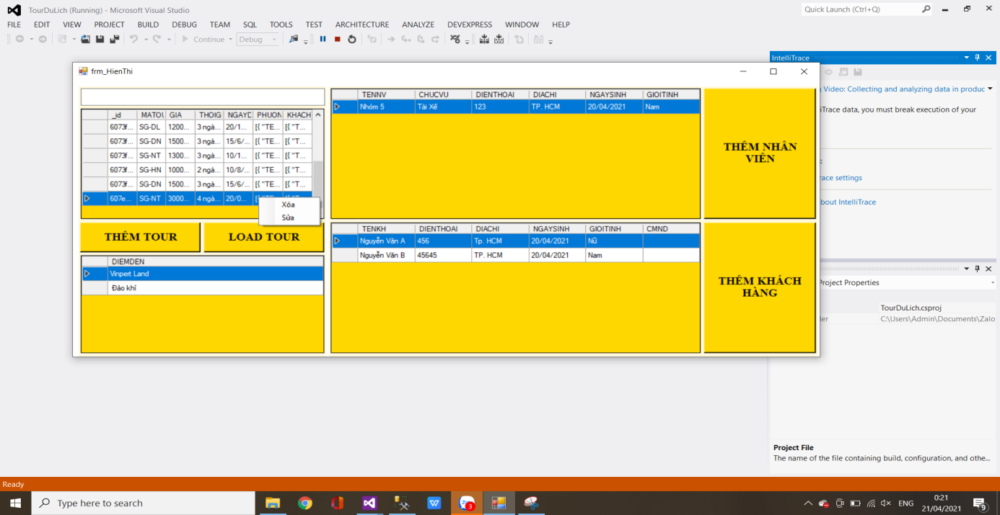 TourDuLich (Running) - Microsoft Visual Studio
Quick Launch (Ctrl+Q)
FILE EDIT VIEW PROJECT BUILD DEBUG TEAM SQL TOOLS TEST ARCHITECTURE ANALYZE DEVEXPRESS WINDOW HELP
Continue Debug
IntelliTrace
Video: Collecting and analyzing data in produc
iTrace data, you must break execution of your
race settings
bout IntelliTrace
frm_HienThi
_id MATOU GIA THOIG NGAYD PHUON KHACH
6073f... SG-DL 1200... 3 ngà... 20/1... [{ "TE... [{ "T...
6073f... SG-DN 1500... 3 ngà... 15/6/... [{ "TE... [{ "T...
6073f... SG-NT 1300... 3 ngà... 10/1... [{ "TE... [{ "T...
6073f... SG-HN 1000... 2 ngà... 10/8/... [{ "TE... [{ "T...
6073f... SG-DN 1500... 3 ngà... 15/6/... [{ "TE... [{ "T...
607e... SG-NT 3000... 4 ngà... 20/0...
Xóa
Sửa
THÊM TOUR LOAD TOUR
DIEMDEN
Vinpert Land
Đảo khỉ
TENNV CHUCVU DIENTHOAI DIACHI NGAYSINH GIOITINH
Nhóm 5 Tài Xế 123 TP. HCM 20/04/2021 Nam
THÊM NHÂN
VIÊN
TENKH DIENTHOAI DIACHI NGAYSINH GIOITINH CMND
Nguyễn Văn A 456 Tp. HCM 20/04/2021 Nữ
Nguyễn Văn B 45645 TP. HCM 20/04/2021 Nam
THÊM KHÁCH
HÀNG
Project Properties
TourDuLich.csproj
der C:\Users\Admin\Documents\Zalo
Project File
The name of the file containing build, configuration, and othe...
Ready
Type here to search
3
ENG
0:21
21/04/2021
9